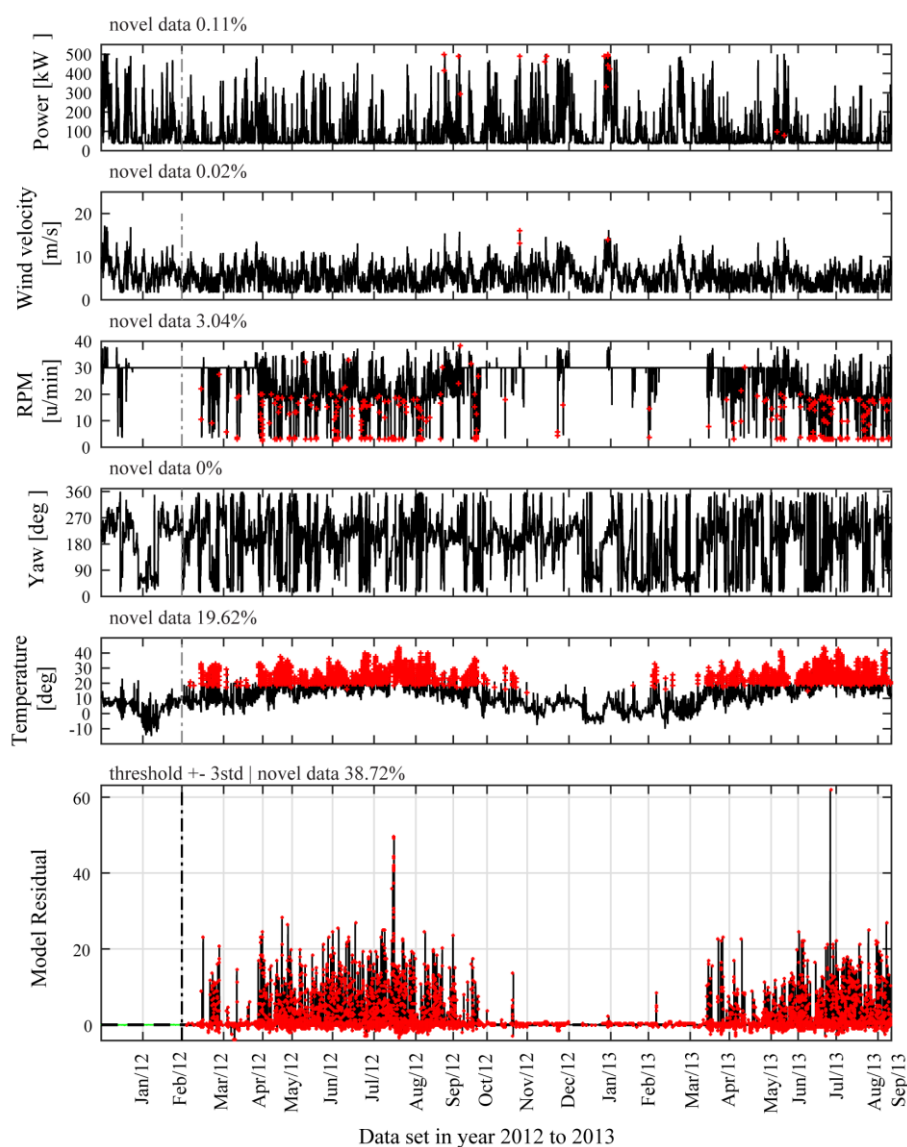 novel data 0.11%
Power [kW ]
500
400
300
200
100
0
novel data 0.02%
Wind velocity
[m/s]
20
10
0
novel data 3.04%
RPM
[u/min]
40
30
20
10
0
novel data 0%
Yaw [deg ]
360
270
180
90
0
novel data 19.62%
Temperature
[deg]
40
30
20
10
0
-10
threshold +- 3std | novel data 38.72%
Model Residual
60
40
20
0
Jan/12
Feb/12
Mar/12
Apr/12
May/12
Jun/12
Jul/12
Aug/12
Sep/12
Oct/12
Nov/12
Dec/12
Jan/13
Feb/13
Mar/13
Apr/13
May/13
Jun/13
Jul/13
Aug/13
Sep/13
Data set in year 2012 to 2013